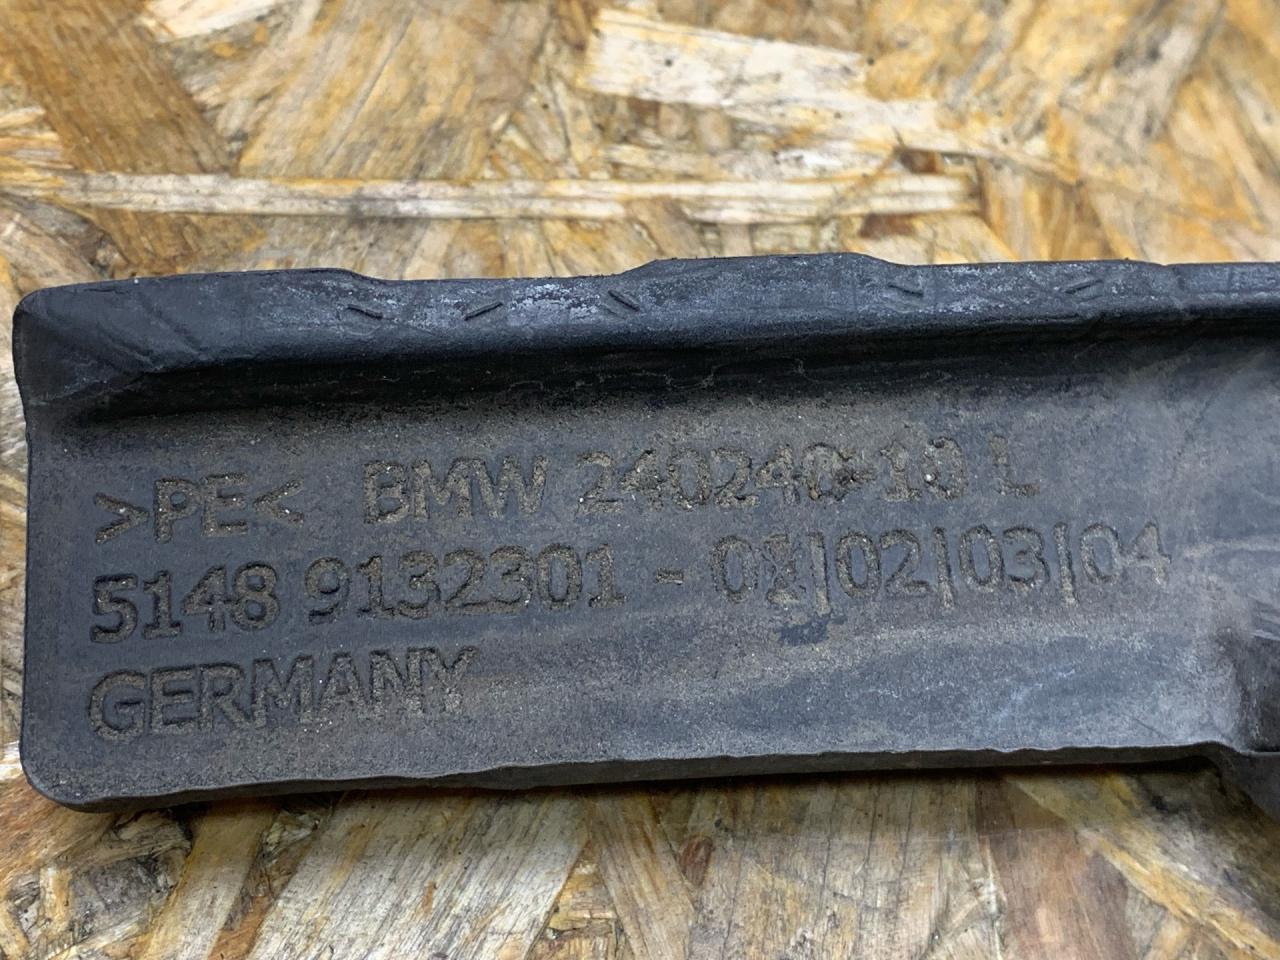 >PE< BMW 240240-10 L
5148 9132301 - 01|02|03|04
GERMANY